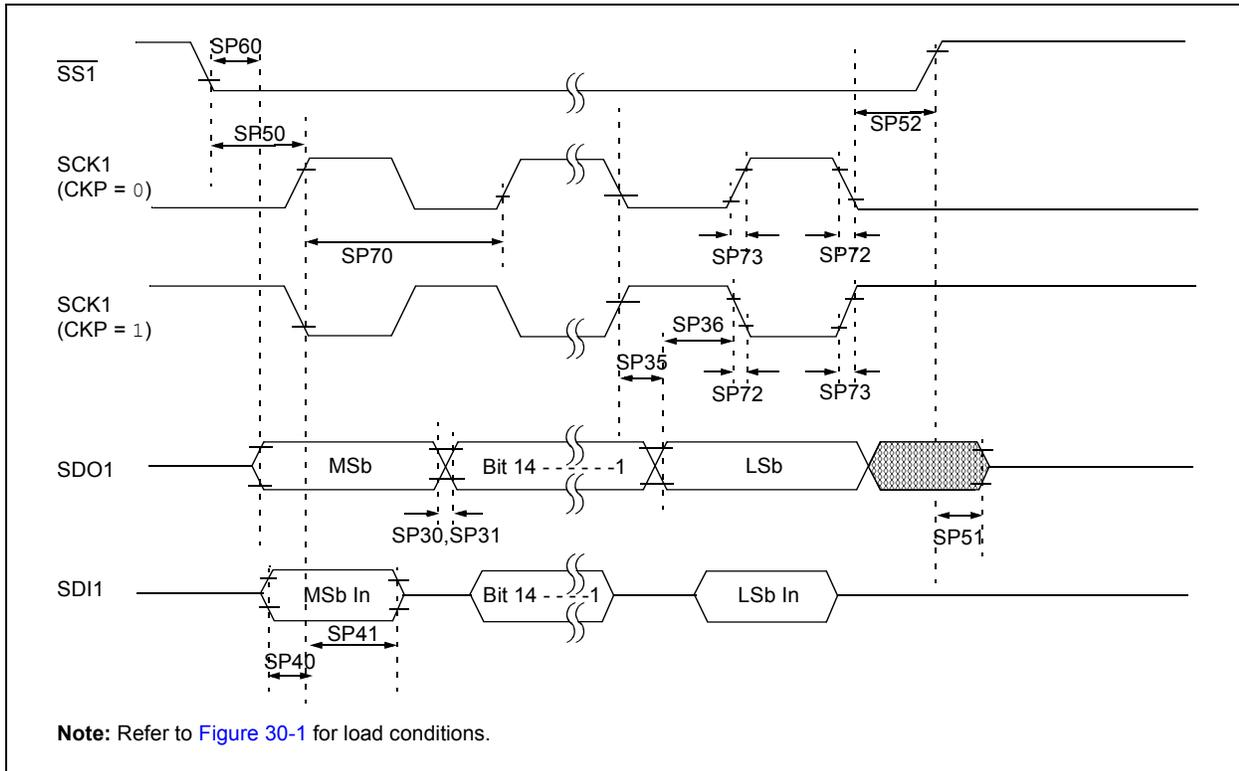 SP60
SS1
SP52
SP50
SCK1
(CKP = 0)
SP73
SP72
SP70
SCK1
(CKP = 1)
SP36
SP35
SP72
SP73
SDO1
MSb
Bit 14 - - - - - -1
LSb
SP30,SP31
SP51
SDI1
MSb In
Bit 14 - - - -1
LSb In
SP41
SP40
Note: Refer to Figure 30-1 for load conditions.